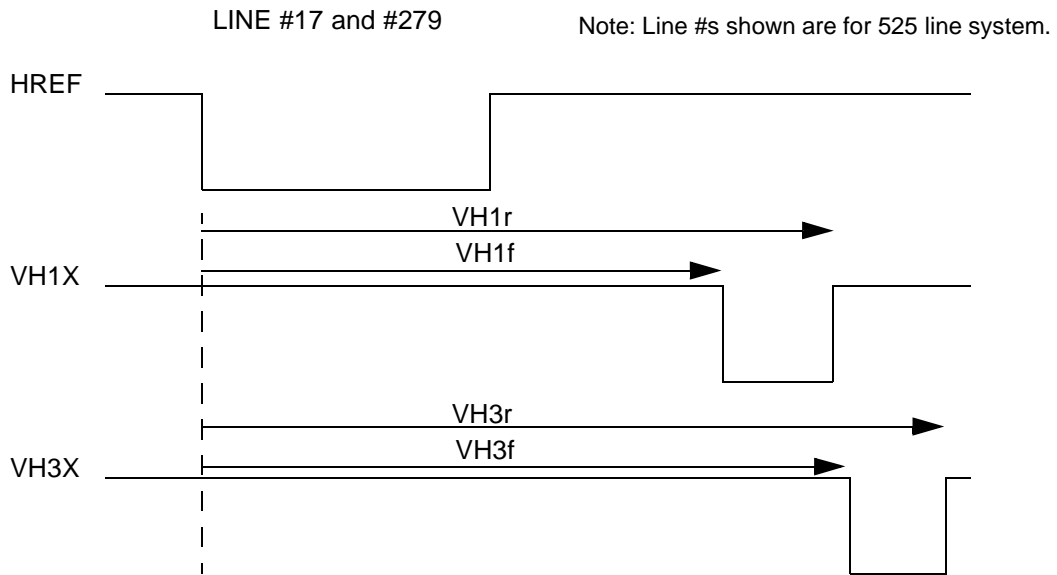 LINE #17 and #279
Note: Line #s shown are for 525 line system.
HREF
VH1r
VH1f
VH1X
VH3r
VH3f
VH3X